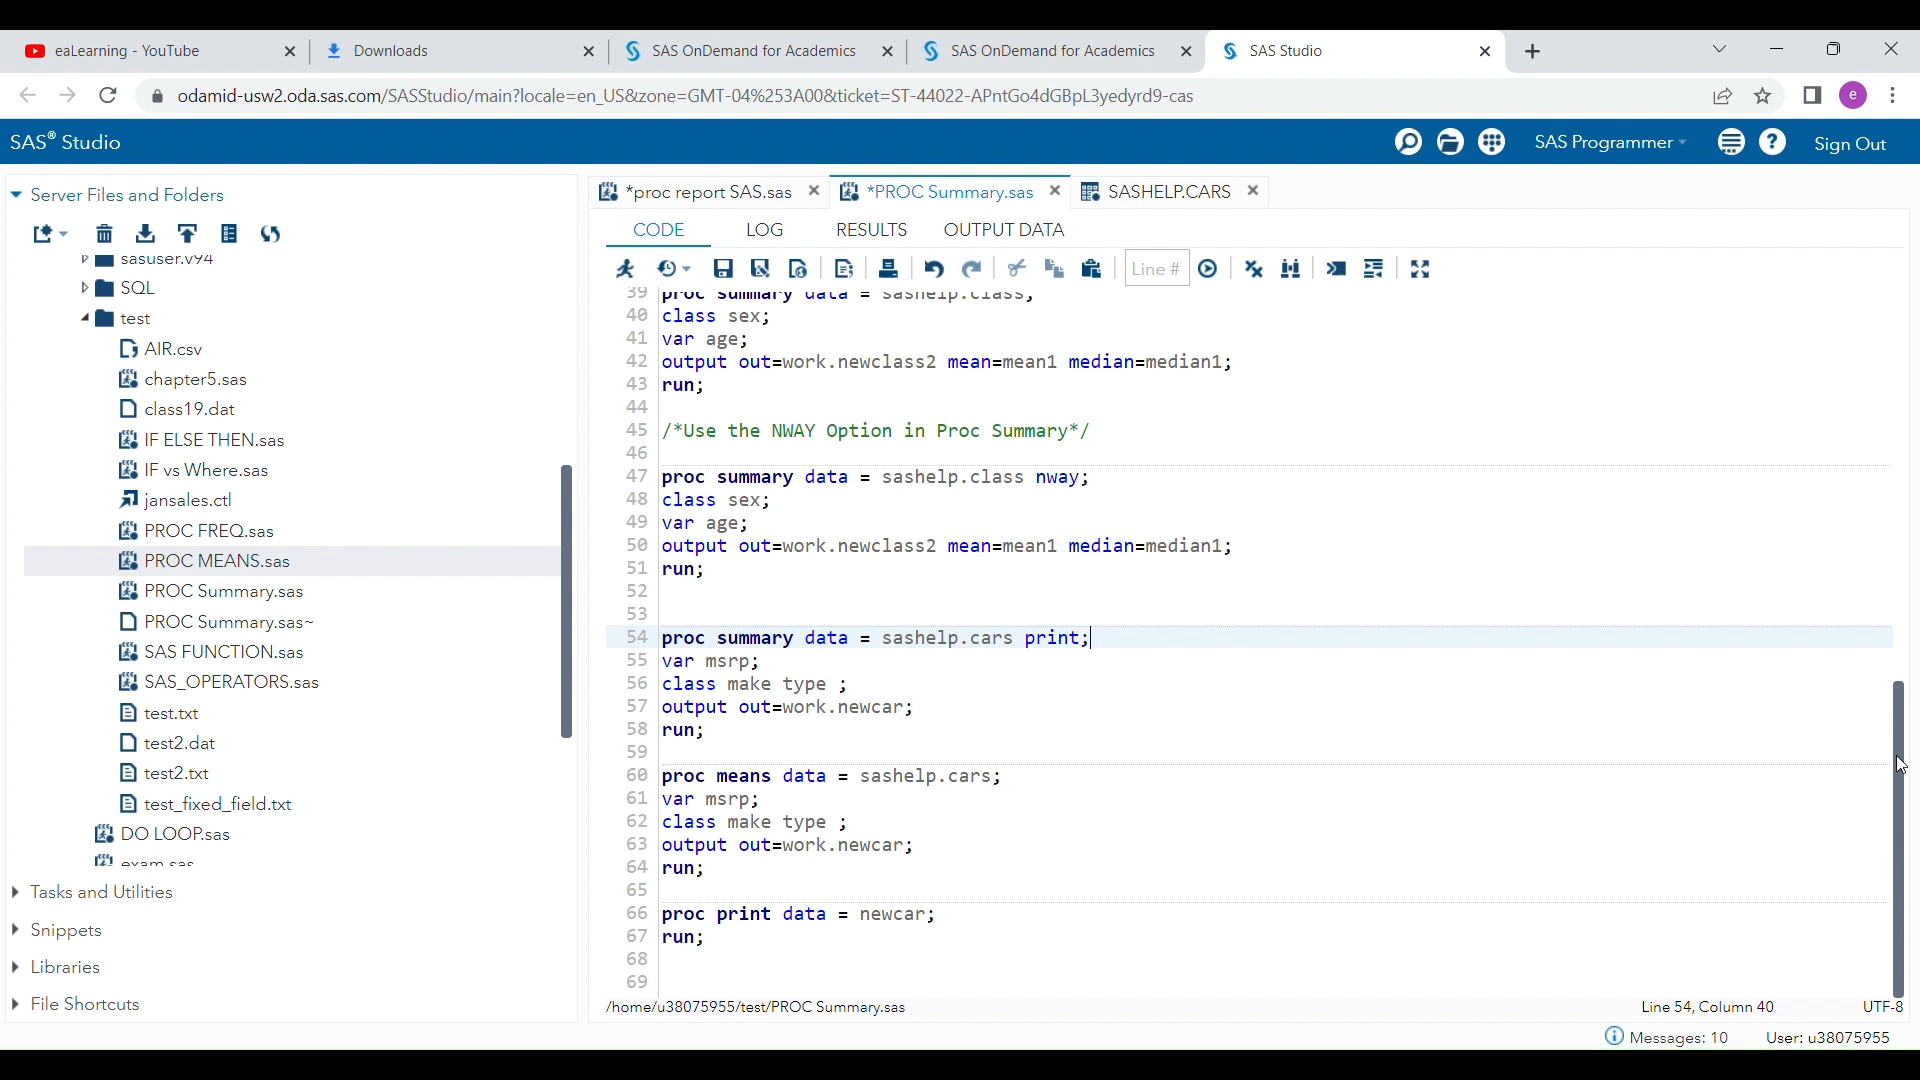 eaLearning - YouTube
Downloads
SAS OnDemand for Academics
SAS OnDemand for Academics
SAS Studio
odamid-usw2.oda.sas.com/SASStudio/main?locale=en_US&zone=GMT-04%253A00&ticket=ST-44022-APntGo4dGBpL3yedyrd9-cas
e
SAS® Studio
SAS Programmer
Sign Out
Server Files and Folders
sasuser.v94
SQL
test
AIR.csv
chapter5.sas
class19.dat
IF ELSE THEN.sas
IF vs Where.sas
jansales.ctl
PROC FREQ.sas
PROC MEANS.sas
PROC Summary.sas
PROC Summary.sas~
SAS FUNCTION.sas
SAS_OPERATORS.sas
test.txt
test2.dat
test2.txt
test_fixed_field.txt
DO LOOP.sas
exam.sas
Tasks and Utilities
Snippets
Libraries
File Shortcuts
*proc report SAS.sas
*PROC Summary.sas
SASHELP.CARS
CODE LOG RESULTS OUTPUT DATA
Line #
39 proc summary data = sashelp.class;
40 class sex;
41 var age;
42 output out=work.newclass2 mean=mean1 median=median1;
43 run;
44
45 /*Use the NWAY Option in Proc Summary*/
46
47 proc summary data = sashelp.class nway;
48 class sex;
49 var age;
50 output out=work.newclass2 mean=mean1 median=median1;
51 run;
52
53
54 proc summary data = sashelp.cars print;
55 var msrp;
56 class make type ;
57 output out=work.newcar;
58 run;
59
60 proc means data = sashelp.cars;
61 var msrp;
62 class make type ;
63 output out=work.newcar;
64 run;
65
66 proc print data = newcar;
67 run;
68
69
/home/u38075955/test/PROC Summary.sas
Line 54, Column 40
UTF-8
Messages: 10
User: u38075955